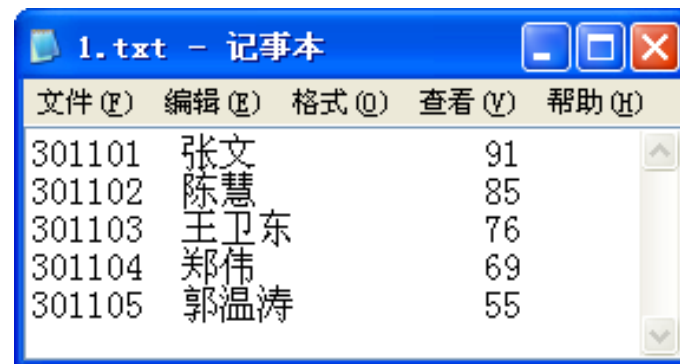 1.txt - 记事本
文件(F) 编辑(E) 格式(O) 查看(V) 帮助(H)
301101 张文 91
301102 陈慧 85
301103 王卫东 76
301104 郑伟 69
301105 郭温涛 55